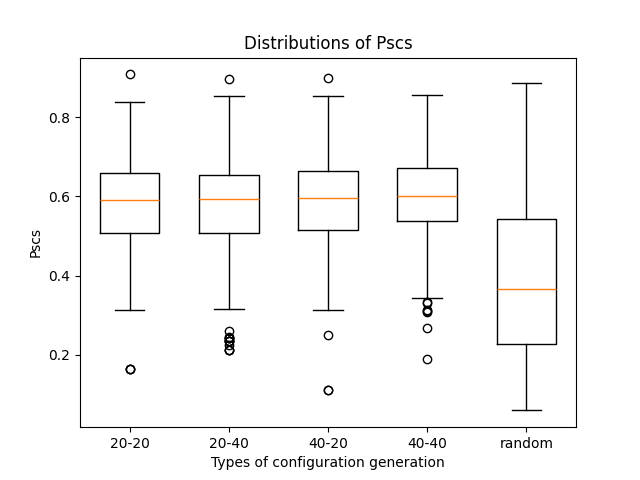 Distributions of Pscs
Pscs
0.8
0.6
0.4
0.2
20-20 20-40 40-20 40-40 random
Types of configuration generation